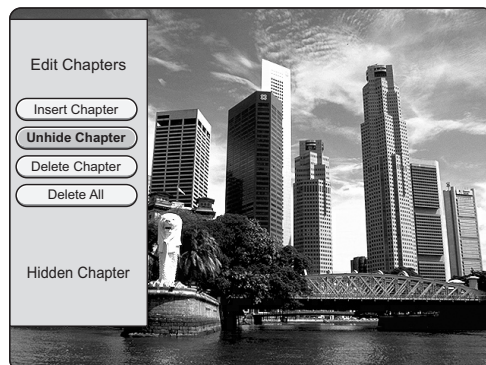 Edit Chapters
Insert Chapter
Unhide Chapter
Delete Chapter
Delete All
Hidden Chapter